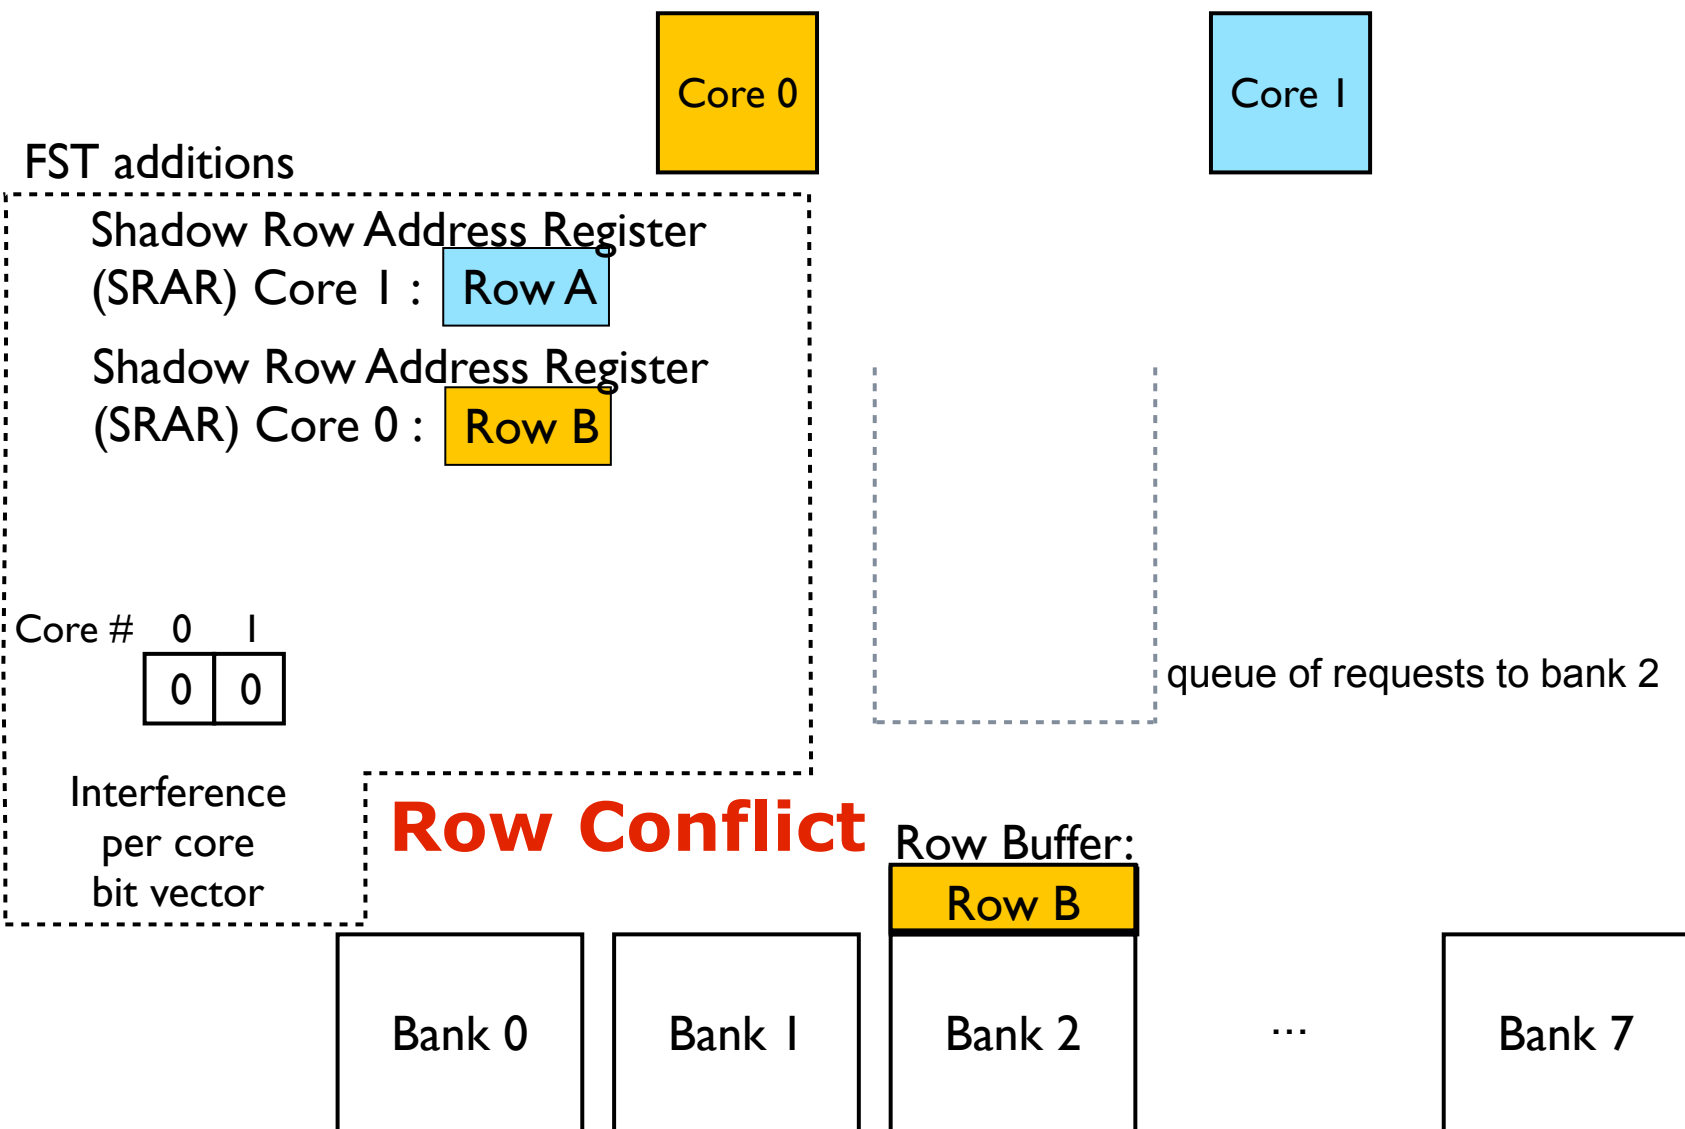 Core 0
Core 1
FST additions
Shadow Row Address Register
(SRAR) Core 1 : Row A
Shadow Row Address Register
(SRAR) Core 0 : Row B
Core # 0 1
0 0
queue of requests to bank 2
Interference
per core
bit vector
Row Conflict
Row Buffer:
Row B
Bank 0 Bank 1 Bank 2 ... Bank 7